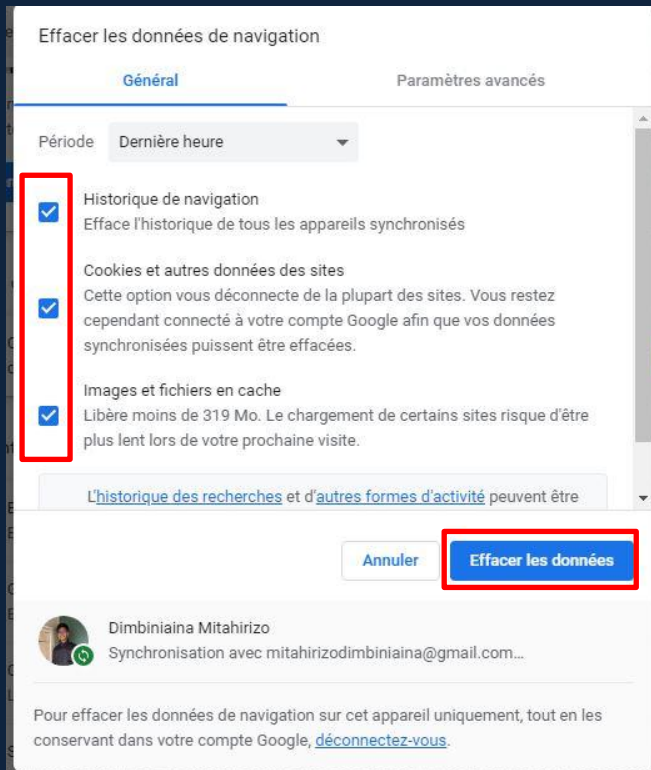 Effacer les données de navigation
Général
Paramètres avancés
Période
Dernière heure
Historique de navigation
Efface l'historique de tous les appareils synchronisés
Cookies et autres données des sites
Cette option vous déconnecte de la plupart des sites. Vous restez
cependant connecté à votre compte Google afin que vos données
synchronisées puissent être effacées.
Images et fichiers en cache
Libère moins de 319 Mo. Le chargement de certains sites risque d'être
plus lent lors de votre prochaine visite.
L'historique des recherches et d'autres formes d'activité peuvent être
Annuler
Effacer les données
Dimbiniaina Mitahirizo
Synchronisation avec mitahirizodimbiniaina@gmail.com...
Pour effacer les données de navigation sur cet appareil uniquement, tout en les
conservant dans votre compte Google, déconnectez-vous.